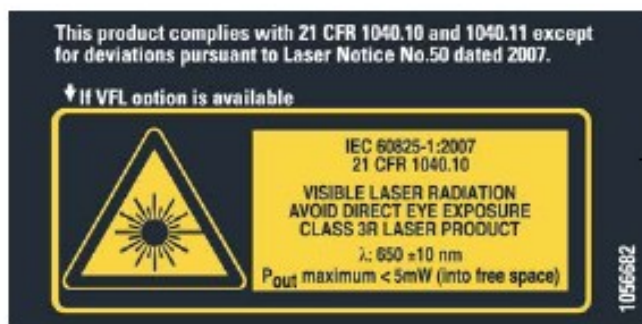 This product complies with 21 CFR 1040.10 and 1040.11 except
for deviations pursuant to Laser Notice No.50 dated 2007.
If VFL option is available
IEC 60825-1:2007
21 CFR 1040.10
VISIBLE LASER RADIATION
AVOID DIRECT EYE EXPOSURE
CLASS 3R LASER PRODUCT
λ: 650 ±10 nm
Pout maximum < 5mW (into free space)
1056682